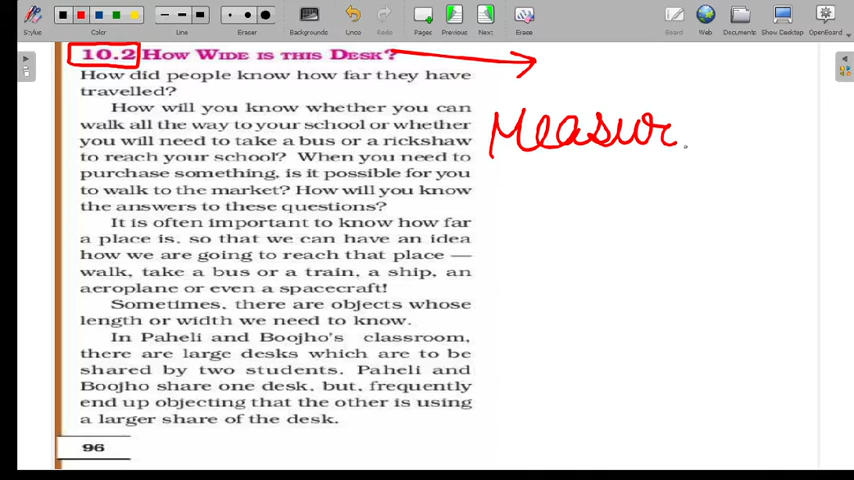 Stylus
Color
Line
Eraser
Backgrounds
Undo
Redo
Pages
Previous
Next
Erase
Board
Web
Documents
Show Desktop
OpenBoard
10.2 HOW WIDE IS THIS DESK?
How did people know how far they have
travelled?
How will you know whether you can
walk all the way to your school or whether
you will need to take a bus or a rickshaw
to reach your school? When you need to
purchase something, is it possible for you
to walk to the market? How will you know
the answers to these questions?
It is often important to know how far
a place is, so that we can have an idea
how we are going to reach that place —
walk, take a bus or a train, a ship, an
aeroplane or even a spacecraft!
Sometimes, there are objects whose
length or width we need to know.
In Paheli and Boojho's classroom,
there are large desks which are to be
shared by two students. Paheli and
Boojho share one desk, but, frequently
end up objecting that the other is using
a larger share of the desk.
96
Measur